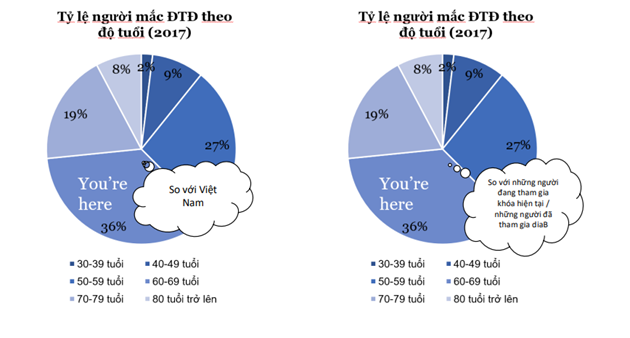 Tỷ lệ người mắc ĐTĐ theo
độ tuổi (2017)
8%
2%
9%
19%
27%
You're
here
So với Việt
Nam
36%
30-39 tuổi
40-49 tuổi
50-59 tuổi
60-69 tuổi
70-79 tuổi
80 tuổi trở lên
Tỷ lệ người mắc ĐTĐ theo
độ tuổi (2017)
8%
2%
9%
19%
27%
You're
here
So với những người
đang tham gia
khóa hiện tại /
những người đã
tham gia diaB
36%
30-39 tuổi
40-49 tuổi
50-59 tuổi
60-69 tuổi
70-79 tuổi
80 tuổi trở lên